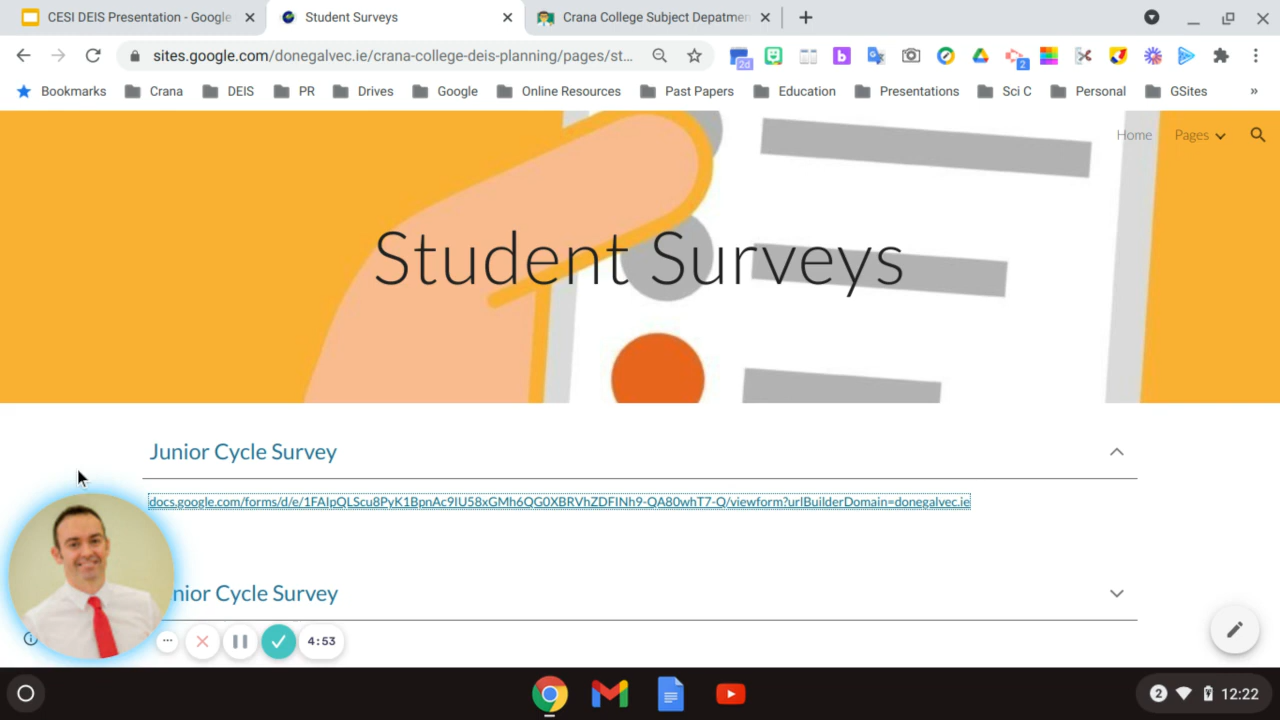 CESI DEIS Presentation - Google
Student Surveys
Crana College Subject Depatmen
sites.google.com/donegalvec.ie/crana-college-deis-planning/pages/st...
2d
b
2
Bookmarks
Crana
DEIS
PR
Drives
Google
Online Resources
Past Papers
Education
Presentations
Sci C
Personal
GSites
»
Home
Pages
Student Surveys
Junior Cycle Survey
docs.google.com/forms/d/e/1FAIpQLScu8PyK1BpnAc9IU58xGMh6QG0XBRVhZDFINh9-QA80whT7-Q/viewform?urlBuilderDomain=donegalvec.ie
nior Cycle Survey
4:53
2
12:22